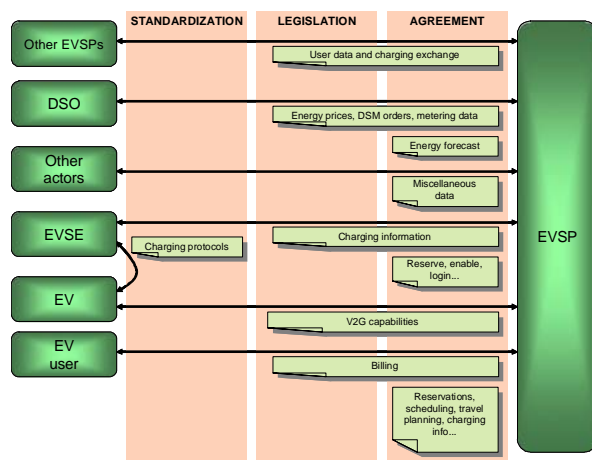 STANDARDIZATION
LEGISLATION
AGREEMENT
Other EVSPs
User data and charging exchange
DSO
Energy prices, DSM orders, metering data
Energy forecast
Other
actors
Miscellaneous
data
EVSE
Charging protocols
Charging information
Reserve, enable,
login...
EVSP
EV
V2G capabilities
EV
user
Billing
Reservations,
scheduling, travel
planning, charging
info...